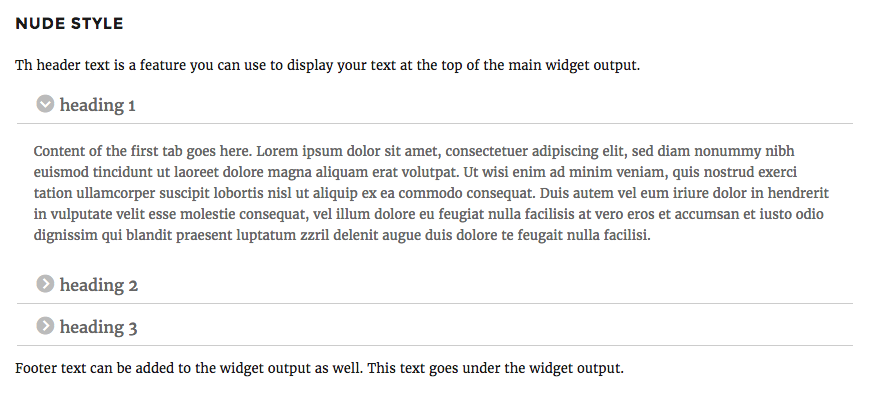 NUDE STYLE
Th header text is a feature you can use to display your text at the top of the main widget output.
heading 1
Content of the first tab goes here. Lorem ipsum dolor sit amet, consectetuer adipiscing elit, sed diam nonummy nibh
euismod tincidunt ut laoreet dolore magna aliquam erat volutpat. Ut wisi enim ad minim veniam, quis nostrud exerci
tation ullamcorper suscipit lobortis nisl ut aliquip ex ea commodo consequat. Duis autem vel eum iriure dolor in hendrerit
in vulputate velit esse molestie consequat, vel illum dolore eu feugiat nulla facilisis at vero eros et accumsan et iusto odio
dignissim qui blandit praesent luptatum zzril delenit augue duis dolore te feugait nulla facilisi.
heading 2
heading 3
Footer text can be added to the widget output as well. This text goes under the widget output.